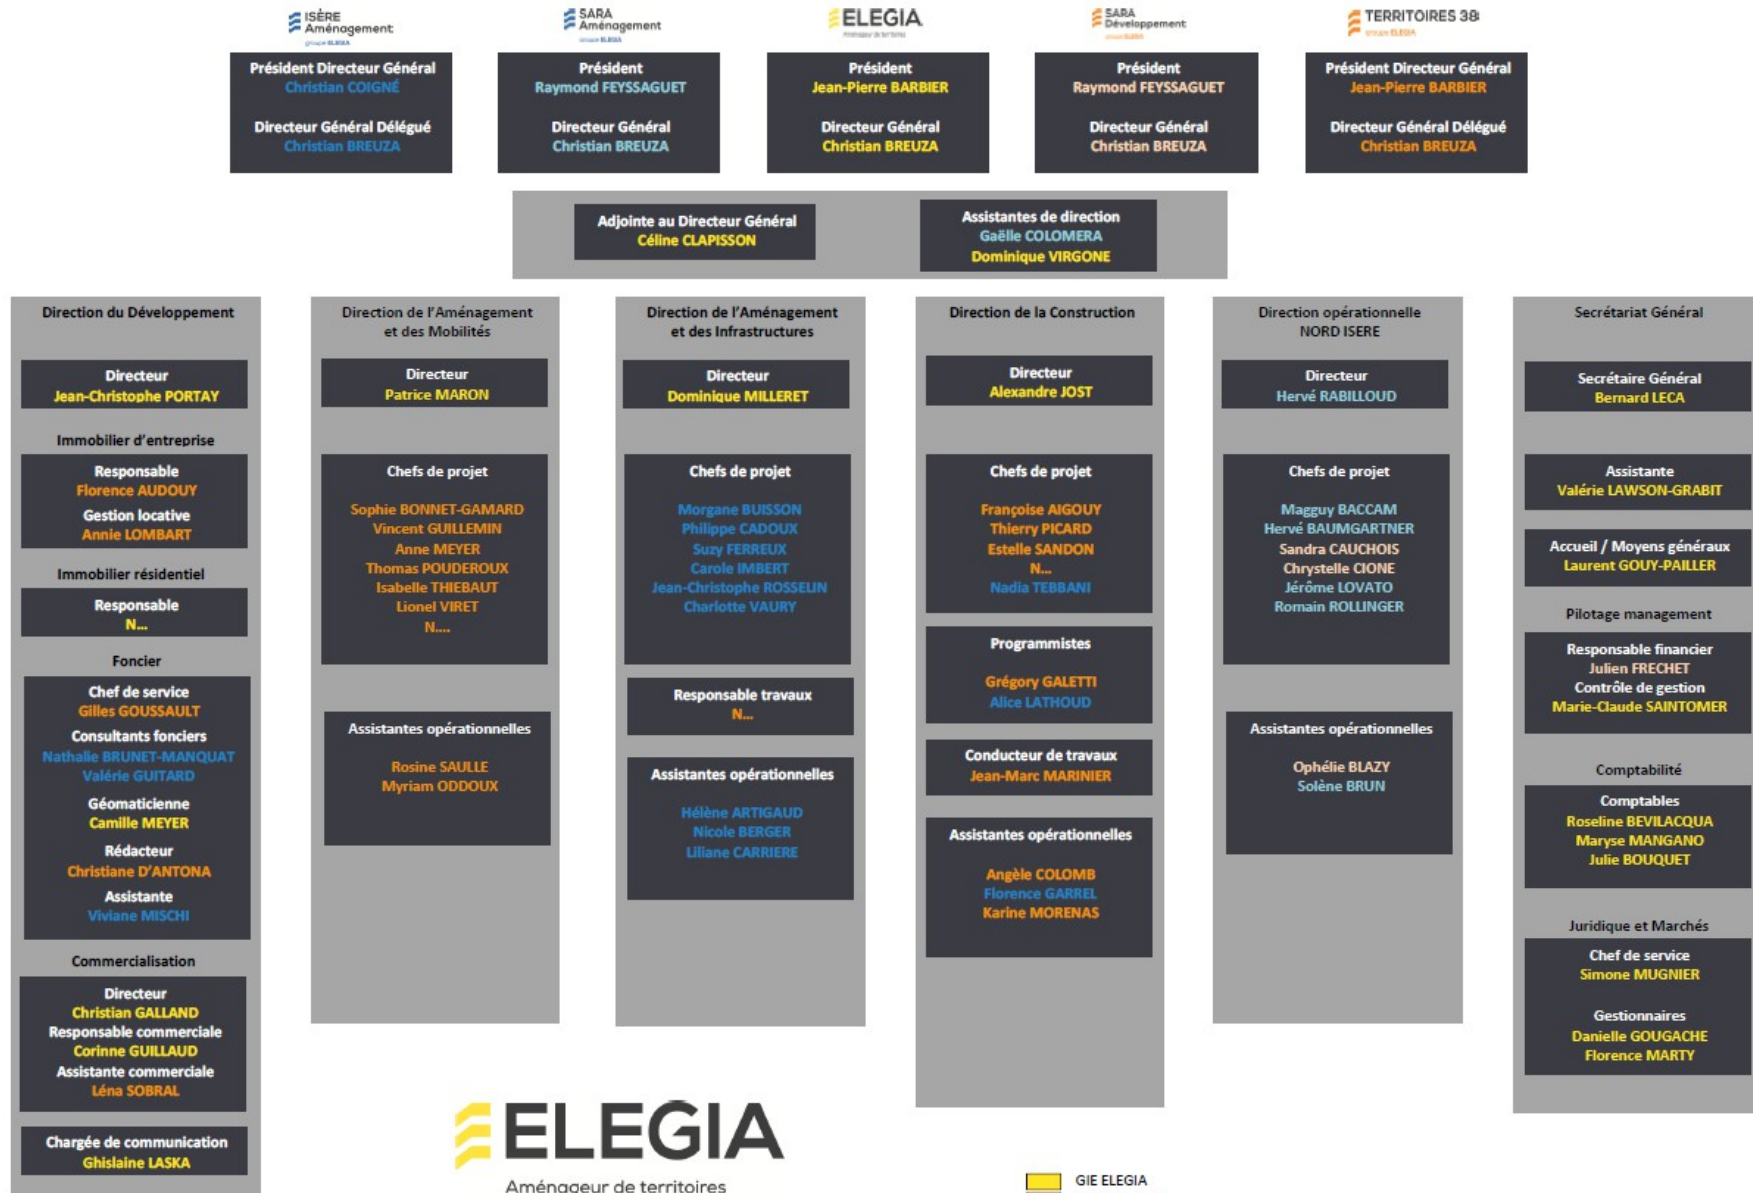 ISÈRE
Aménagement
groupe ELEGIA
Président Directeur Général
Christian COIGNÉ
Directeur Général Délégué
Christian BREUZA
SARA
Aménagement
groupe ELEGIA
Président
Raymond FEYSSAGUET
Directeur Général
Christian BREUZA
ELEGIA
Aménageur de territoires
Président
Jean-Pierre BARBIER
Directeur Général
Christian BREUZA
SARA
Développement
groupe ELEGIA
Président
Raymond FEYSSAGUET
Directeur Général
Christian BREUZA
TERRITOIRES 38
groupe ELEGIA
Président Directeur Général
Jean-Pierre BARBIER
Directeur Général Délégué
Christian BREUZA
Adjointe au Directeur Général
Céline CLAPISSON
Assistantes de direction
Gaëlle COLOMERA
Dominique VIRGONE
Direction du Développement
Directeur
Jean-Christophe PORTAY
Immobilier d'entreprise
Responsable
Florence AUDOUY
Gestion locative
Annie LOMBART
Immobilier résidentiel
Responsable
N...
Foncier
Chef de service
Gilles GOUSSAULT
Consultants fonciers
Nathalie BRUNET-MANQUAT
Valérie GUITARD
Géomaticienne
Camille MEYER
Rédacteur
Christiane D'ANTONA
Assistante
Viviane MISCHI
Commercialisation
Directeur
Christian GALLAND
Responsable commerciale
Corinne GUILLAUD
Assistante commerciale
Léna SOBRAL
Chargée de communication
Ghislaine LASKA
Direction de l'Aménagement
et des Mobilités
Directeur
Patrice MARON
Chefs de projet
Sophie BONNET-GAMARD
Vincent GUILLEMIN
Anne MEYER
Thomas POUDEROUX
Isabelle THIEBAUT
Lionel VIRET
N....
Assistantes opérationnelles
Rosine SAULLE
Myriam ODDOUX
Direction de l'Aménagement
et des Infrastructures
Directeur
Dominique MILLERET
Chefs de projet
Morgane BUISSON
Philippe CADOUX
Suzy FERREUX
Carole IMBERT
Jean-Christophe ROSSELIN
Charlotte VAURY
Responsable travaux
N...
Assistantes opérationnelles
Hélène ARTIGAUD
Nicole BERGER
Liliane CARRIERE
Direction de la Construction
Directeur
Alexandre JOST
Chefs de projet
Françoise AIGOUY
Thierry PICARD
Estelle SANDON
N...
Nadia TEBBANI
Programmistes
Grégory GALETTI
Alice LATHOUD
Conducteur de travaux
Jean-Marc MARINIER
Assistantes opérationnelles
Angèle COLOMB
Florence GARREL
Karine MORENAS
Direction opérationnelle
NORD ISERE
Directeur
Hervé RABILLOUD
Chefs de projet
Magguy BACCAM
Hervé BAUMGARTNER
Sandra CAUCHOIS
Chrystelle CIONE
Jérôme LOVATO
Romain ROLLINGER
Assistantes opérationnelles
Ophélie BLAZY
Solène BRUN
Secrétariat Général
Secrétaire Général
Bernard LECA
Assistante
Valérie LAWSON-GRABIT
Accueil / Moyens généraux
Laurent GOUY-PAILLER
Pilotage management
Responsable financier
Julien FRECHET
Contrôle de gestion
Marie-Claude SAINTOMER
Comptabilité
Comptables
Roseline BEVILACQUA
Maryse MANGANO
Julie BOUQUET
Juridique et Marchés
Chef de service
Simone MUGNIER
Gestionnaires
Danielle GOUGACHE
Florence MARTY
ELEGIA
Aménageur de territoires
GIE ELEGIA